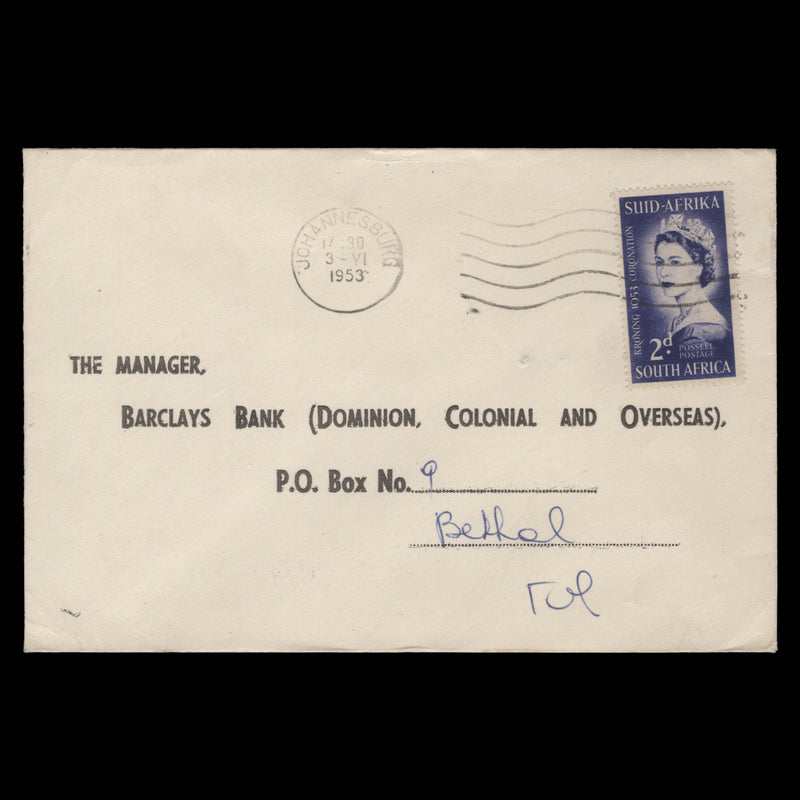 JOHANNESBURG
17.30
3-VI
1953
SUID-AFRIKA
KRONING 1953 CORONATION
2d.
POSSEËL
POSTAGE
SOUTH AFRICA
THE MANAGER,
BARCLAYS BANK (DOMINION, COLONIAL AND OVERSEAS),
P.O. Box No. 9
Bethal
Tvl